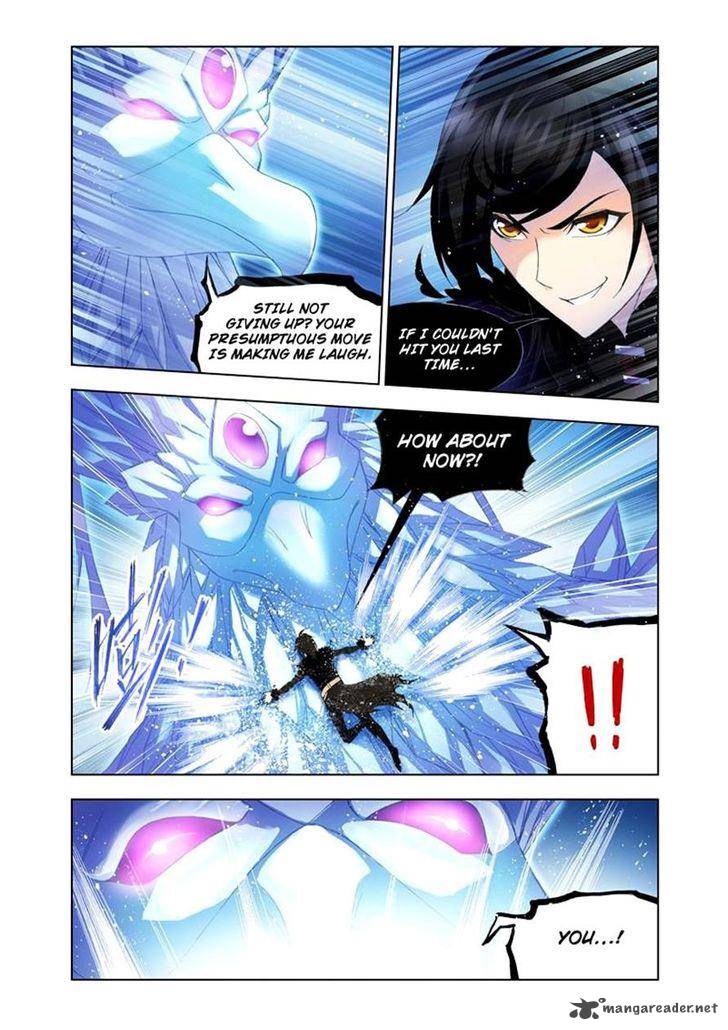 STILL NOT
GIVING UP? YOUR
PRESUMPTUOUS MOVE
IS MAKING ME LAUGH.
IF I COULDN'T
HIT YOU LAST
TIME...
HOW ABOUT
NOW?!
!!
YOU...!
mangareader.net